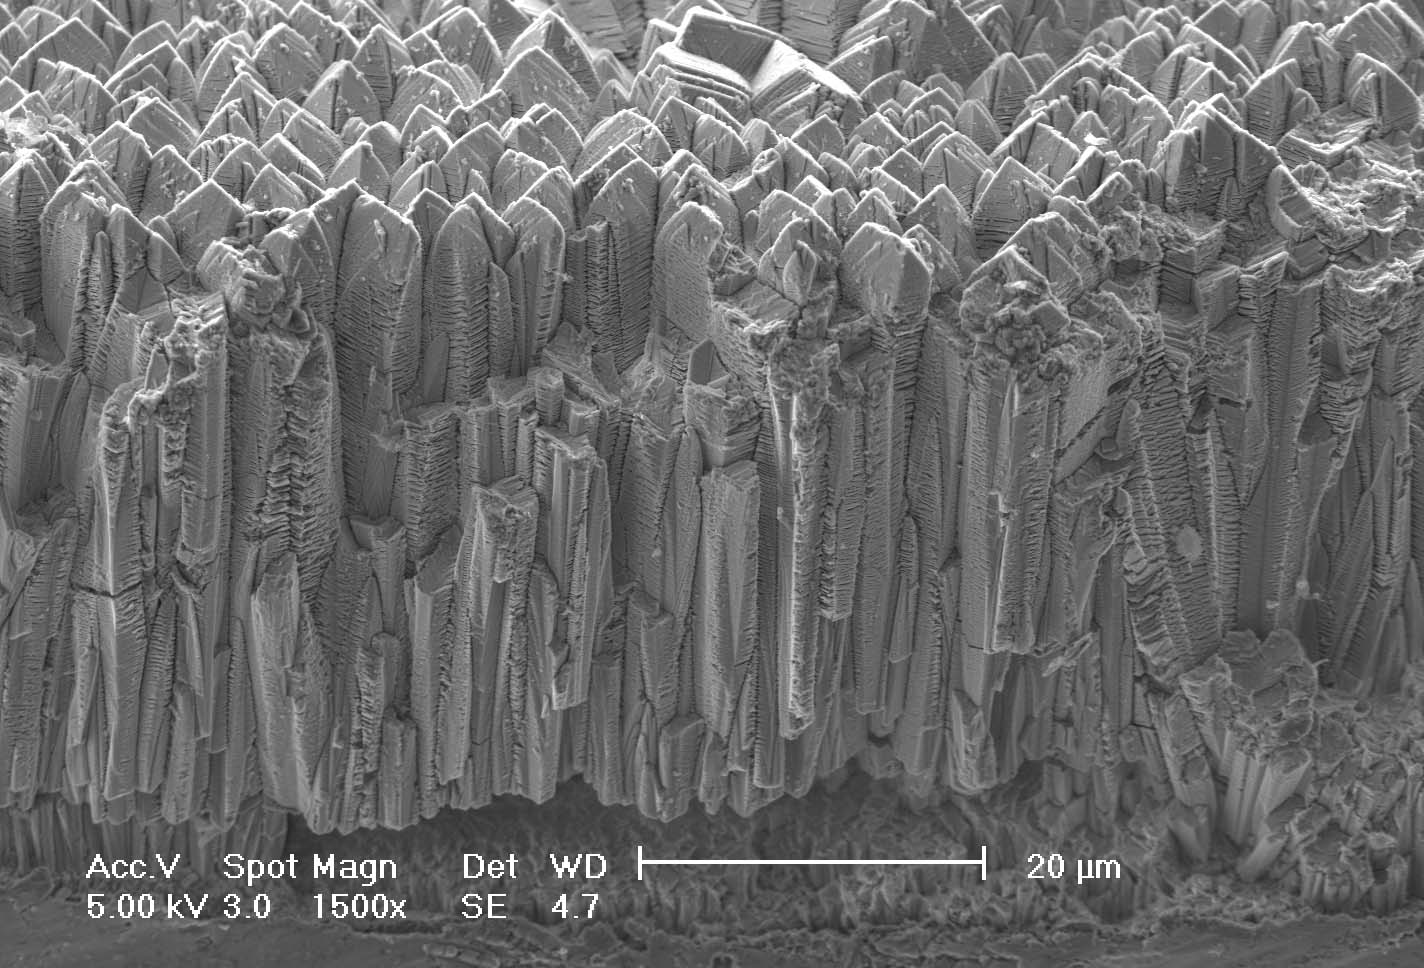 Acc.V Spot Magn Det WD 20 µm
5.00 kV 3.0 1500x SE 4.7